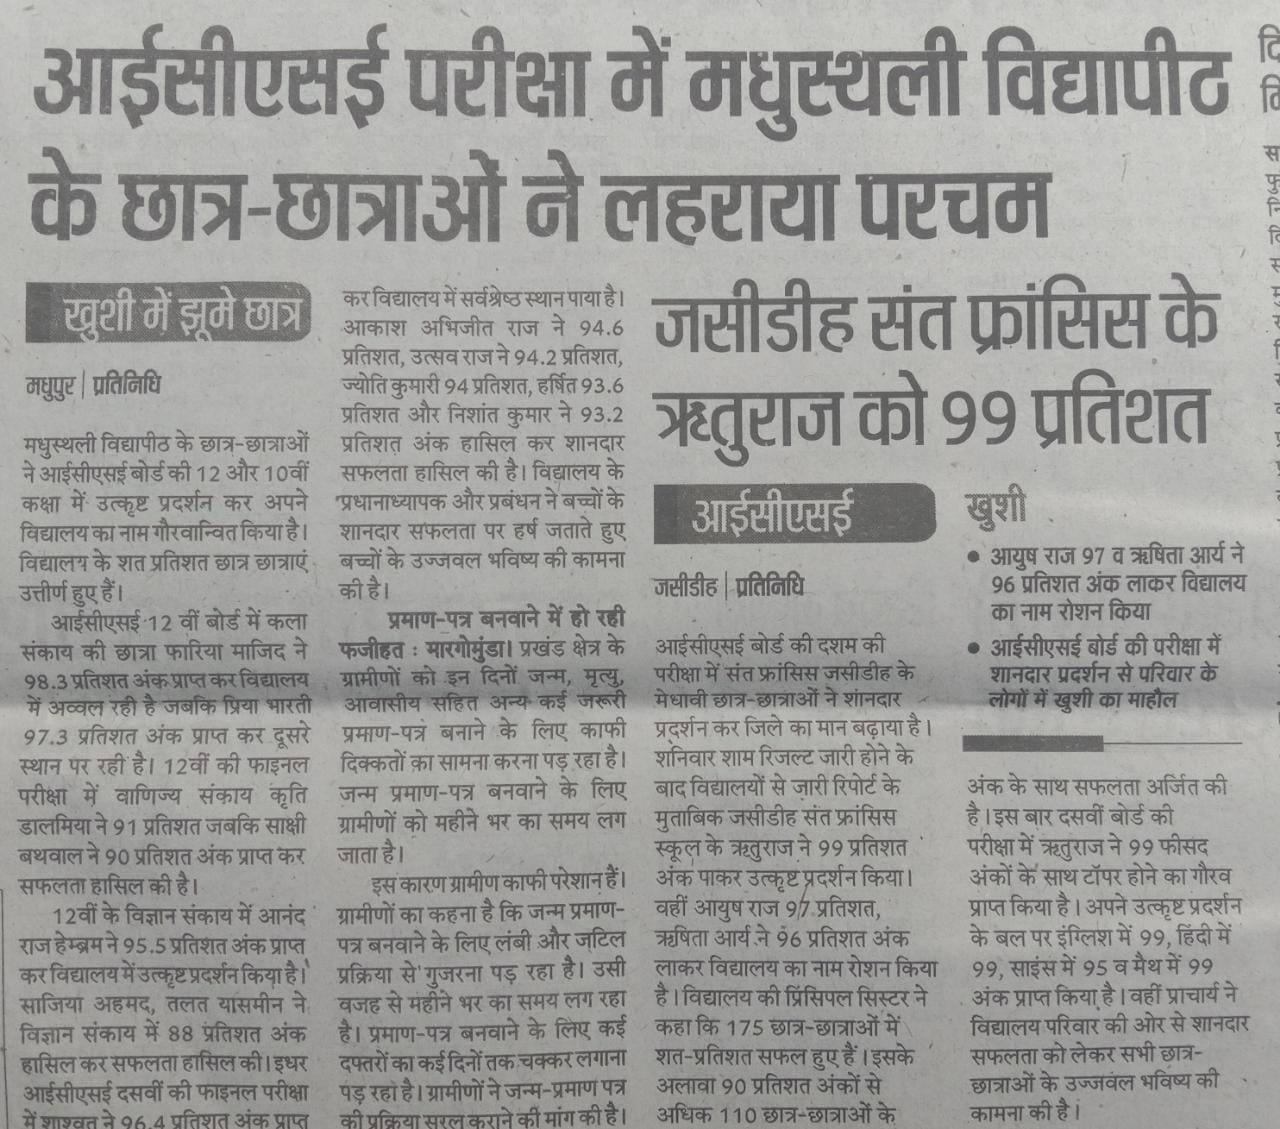 आईसीएसई परीक्षा में मधुस्थली विद्यापीठ
के छात्र-छात्राओं ने लहराया परचम
खुशी में झूमे छात्र
मधुपुर | प्रतिनिधि
मधुस्थली विद्यापीठ के छात्र-छात्राओं
ने आईसीएसई बोर्ड की 12 और 10वीं
कक्षा में उत्कृष्ट प्रदर्शन कर अपने
विद्यालय का नाम गौरवान्वित किया है।
विद्यालय के शत प्रतिशत छात्र छात्राएं
उत्तीर्ण हुए हैं।
आईसीएसई 12 वीं बोर्ड में कला
संकाय की छात्रा फारिया माजिद ने
98.3 प्रतिशत अंक प्राप्त कर विद्यालय
में अव्वल रही है जबकि प्रिया भारती
97.3 प्रतिशत अंक प्राप्त कर दूसरे
स्थान पर रही है। 12वीं की फाइनल
परीक्षा में वाणिज्य संकाय कृति
डालमिया ने 91 प्रतिशत जबकि साक्षी
बथवाल ने 90 प्रतिशत अंक प्राप्त कर
सफलता हासिल की है।
12वीं के विज्ञान संकाय में आनंद
राज हेम्ब्रम ने 95.5 प्रतिशत अंक प्राप्त
कर विद्यालय में उत्कृष्ट प्रदर्शन किया है।
साजिया अहमद, तलत यासमीन ने
विज्ञान संकाय में 88 प्रतिशत अंक
हासिल कर सफलता हासिल की। इधर
आईसीएसई दसवीं की फाइनल परीक्षा
में शाश्वत ने 96.4 प्रतिशत अंक प्राप्त
कर विद्यालय में सर्वश्रेष्ठ स्थान पाया है।
आकाश अभिजीत राज ने 94.6
प्रतिशत, उत्सव राज ने 94.2 प्रतिशत,
ज्योति कुमारी 94 प्रतिशत, हर्षित 93.6
प्रतिशत और निशांत कुमार ने 93.2
प्रतिशत अंक हासिल कर शानदार
सफलता हासिल की है। विद्यालय के
प्रधानाध्यापक और प्रबंधन ने बच्चों के
शानदार सफलता पर हर्ष जताते हुए
बच्चों के उज्जवल भविष्य की कामना
की है।
प्रमाण-पत्र बनवाने में हो रही
फजीहत : मारगोमुंडा। प्रखंड क्षेत्र के
ग्रामीणों को इन दिनों जन्म, मृत्यु,
आवासीय सहित अन्य कई जरूरी
प्रमाण-पत्र बनाने के लिए काफी
दिक्कतों का सामना करना पड़ रहा है।
जन्म प्रमाण-पत्र बनवाने के लिए
ग्रामीणों को महीने भर का समय लग
जाता है।
इस कारण ग्रामीण काफी परेशान हैं।
ग्रामीणों का कहना है कि जन्म प्रमाण-
पत्र बनवाने के लिए लंबी और जटिल
प्रक्रिया से गुजरना पड़ रहा है। उसी
वजह से महीने भर का समय लग रहा
है। प्रमाण-पत्र बनवाने के लिए कई
दफ्तरों का कई दिनों तक चक्कर लगाना
पड़ रहा है। ग्रामीणों ने जन्म-प्रमाण पत्र
की प्रक्रिया सरल कराने की मांग की है।
जसीडीह संत फ्रांसिस के
ऋतुराज को 99 प्रतिशत
आईसीएसई
जसीडीह | प्रतिनिधि
आईसीएसई बोर्ड की दशम की
परीक्षा में संत फ्रांसिस जसीडीह के
मेधावी छात्र-छात्राओं ने शानदार
प्रदर्शन कर जिले का मान बढ़ाया है।
शनिवार शाम रिजल्ट जारी होने के
बाद विद्यालयों से जारी रिपोर्ट के
मुताबिक जसीडीह संत फ्रांसिस
स्कूल के ऋतुराज ने 99 प्रतिशत
अंक पाकर उत्कृष्ट प्रदर्शन किया।
वहीं आयुष राज 97 प्रतिशत,
ऋषिता आर्य ने 96 प्रतिशत अंक
लाकर विद्यालय का नाम रोशन किया
है। विद्यालय की प्रिंसिपल सिस्टर ने
कहा कि 175 छात्र-छात्राओं में
शत-प्रतिशत सफल हुए हैं। इसके
अलावा 90 प्रतिशत अंकों से
अधिक 110 छात्र-छात्राओं के
खुशी
● आयुष राज 97 व ऋषिता आर्य ने
96 प्रतिशत अंक लाकर विद्यालय
का नाम रोशन किया
● आईसीएसई बोर्ड की परीक्षा में
शानदार प्रदर्शन से परिवार के
लोगों में खुशी का माहौल
अंक के साथ सफलता अर्जित की
है। इस बार दसवीं बोर्ड की
परीक्षा में ऋतुराज ने 99 फीसद
अंकों के साथ टॉपर होने का गौरव
प्राप्त किया है। अपने उत्कृष्ट प्रदर्शन
के बल पर इंग्लिश में 99, हिंदी में
99, साइंस में 95 व मैथ में 99
अंक प्राप्त किया है। वहीं प्राचार्य ने
विद्यालय परिवार की ओर से शानदार
सफलता को लेकर सभी छात्र-
छात्राओं के उज्जवल भविष्य की
कामना की है।